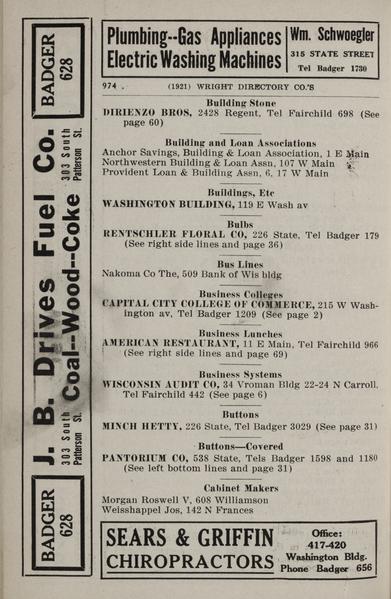 Plumbing--Gas Appliances
Electric Washing Machines
Wm. Schwoegler
315 STATE STREET
Tel Badger 1730
974 (1921) WRIGHT DIRECTORY CO.'S
Building Stone
DIRIENZO BROS, 2428 Regent, Tel Fairchild 698 (See
page 60)
Building and Loan Associations
Anchor Savings, Building & Loan Association, 1 E Main
Northwestern Building & Loan Assn, 107 W Main
Provident Loan & Building Assn, 6, 17 W Main
Buildings, Etc
WASHINGTON BUILDING, 119 E Wash av
Bulbs
RENTSCHLER FLORAL CO, 226 State, Tel Badger 179
(See right side lines and page 36)
Bus Lines
Nakoma Co The, 509 Bank of Wis bldg
Business Colleges
CAPITAL CITY COLLEGE OF COMMERCE, 215 W Wash-
ington av, Tel Badger 1209 (See page 2)
Business Lunches
AMERICAN RESTAURANT, 11 E Main, Tel Fairchild 966
(See right side lines and page 69)
Business Systems
WISCONSIN AUDIT CO, 34 Vroman Bldg 22-24 N Carroll,
Tel Fairchild 442 (See page 6)
Buttons
MINCH HETTY, 226 State, Tel Badger 3029 (See page 31)
Buttons—Covered
PANTORIUM CO, 538 State, Tels Badger 1598 and 1180
(See left bottom lines and page 31)
Cabinet Makers
Morgan Roswell V, 608 Williamson
Weisshappel Jos, 142 N Frances
SEARS & GRIFFIN
CHIROPRACTORS
Office:
417-420
Washington Bldg.
Phone Badger 656
BADGER
628
J. B. Drives Fuel Co.
303 South
Patterson St.
Coal--Wood--Coke
303 South
Patterson St.
BADGER
628